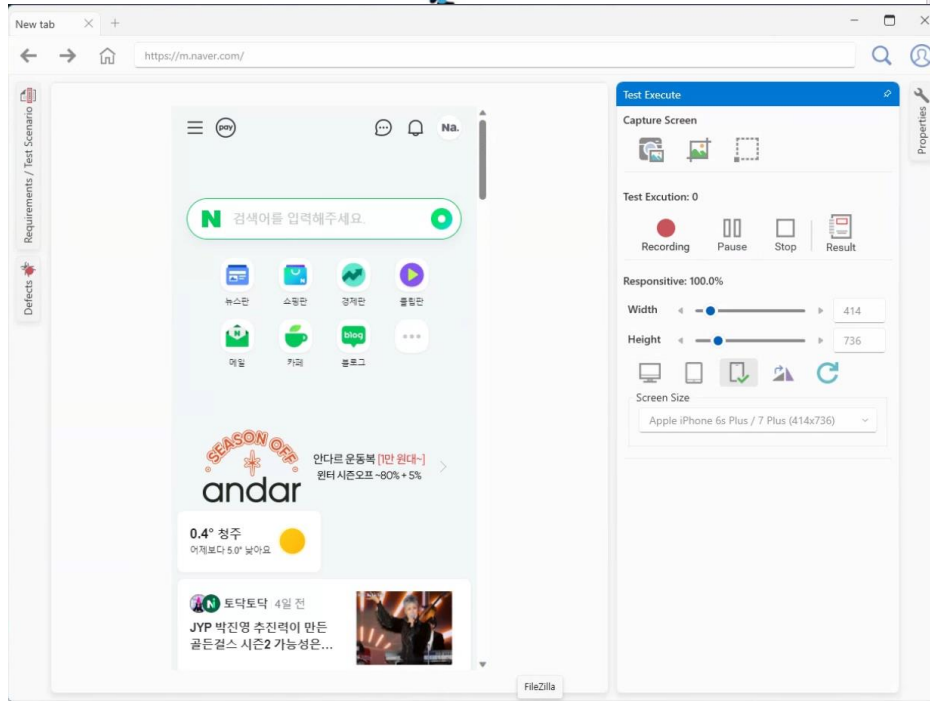 New tab
https://m.naver.com/
Requirements / Test Scenario
Defects
pay
Na.
N 검색어를 입력해주세요.
뉴스판 쇼핑판 경제판 클립판
N
blog
메일 카페 블로그
SEASON OFF
andar
안다르 운동복 [1만 원대~]
윈터 시즌오프 ~80% + 5%
0.4° 청주
어제보다 5.0° 낮아요
N 토닥토닥 4일 전
JYP 박진영 추진력이 만든
골든걸스 시즌2 가능성은...
Test Execute
Capture Screen
Test Excution: 0
Recording Pause Stop Result
Responsitive: 100.0%
Width 414
Height 736
Screen Size
Apple iPhone 6s Plus / 7 Plus (414x736)
Properties
FileZilla